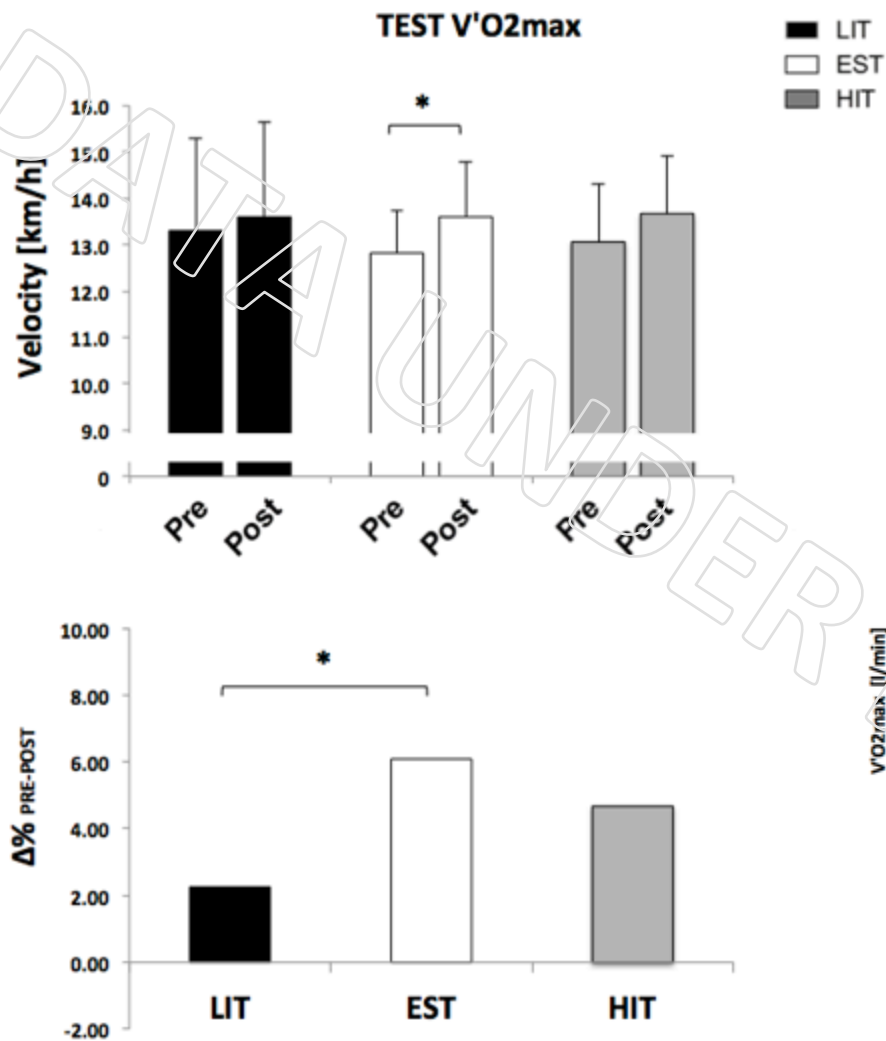 TEST V'O2max
LIT
EST
HIT
Velocity [km/h]
16.0
15.0
14.0
13.0
12.0
11.0
10.0
9.0
0
*
Pre
Post
Pre
Post
Pre
Post
Δ% PRE-POST
10.00
8.00
6.00
4.00
2.00
0.00
-2.00
*
LIT
EST
HIT
V'O2max [l/min]
DATA UNDER